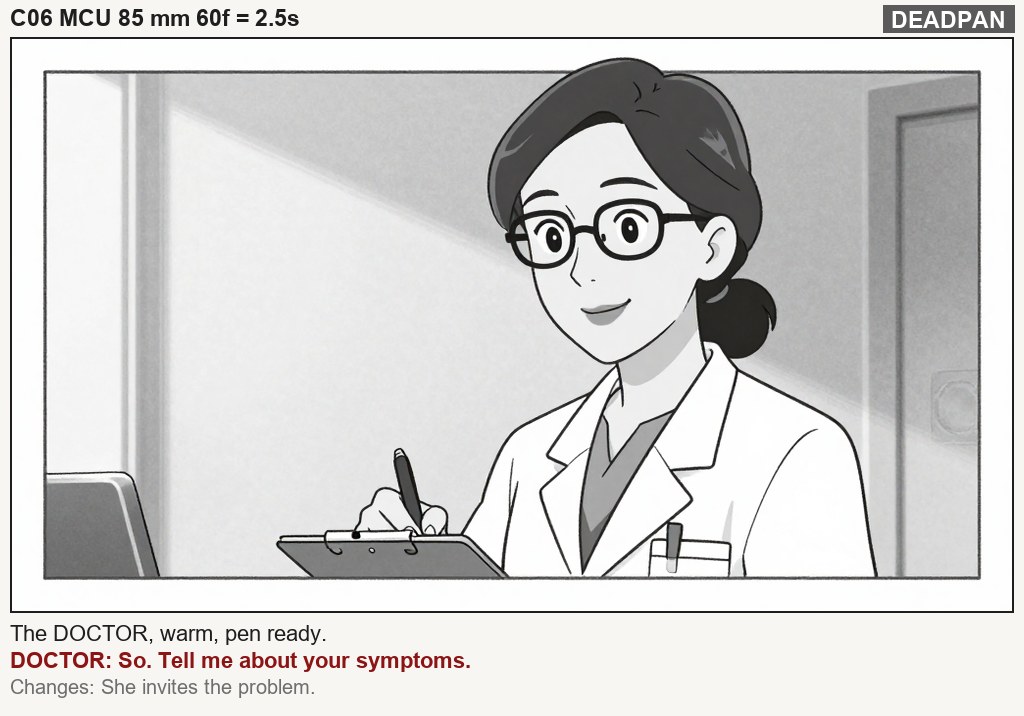 C06 MCU 85 mm 60f = 2.5s
DEADPAN
The DOCTOR, warm, pen ready.
DOCTOR: So. Tell me about your symptoms.
Changes: She invites the problem.